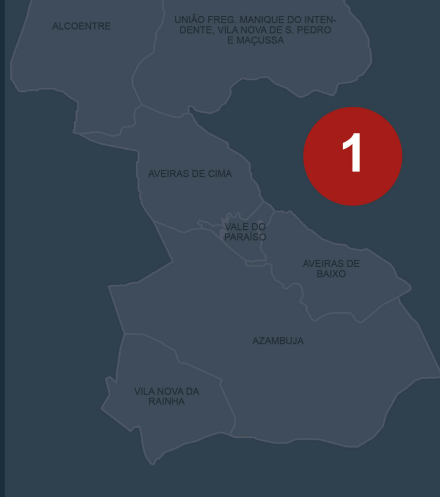 ALCOENTRE
UNIÃO FREG. MANIQUE DO INTEN-
DENTE, VILA NOVA DE S. PEDRO
E MAÇUSSA
1
AVEIRAS DE CIMA
VALE DO
PARAÍSO
AVEIRAS DE
BAIXO
AZAMBUJA
VILA NOVA DA
RAINHA